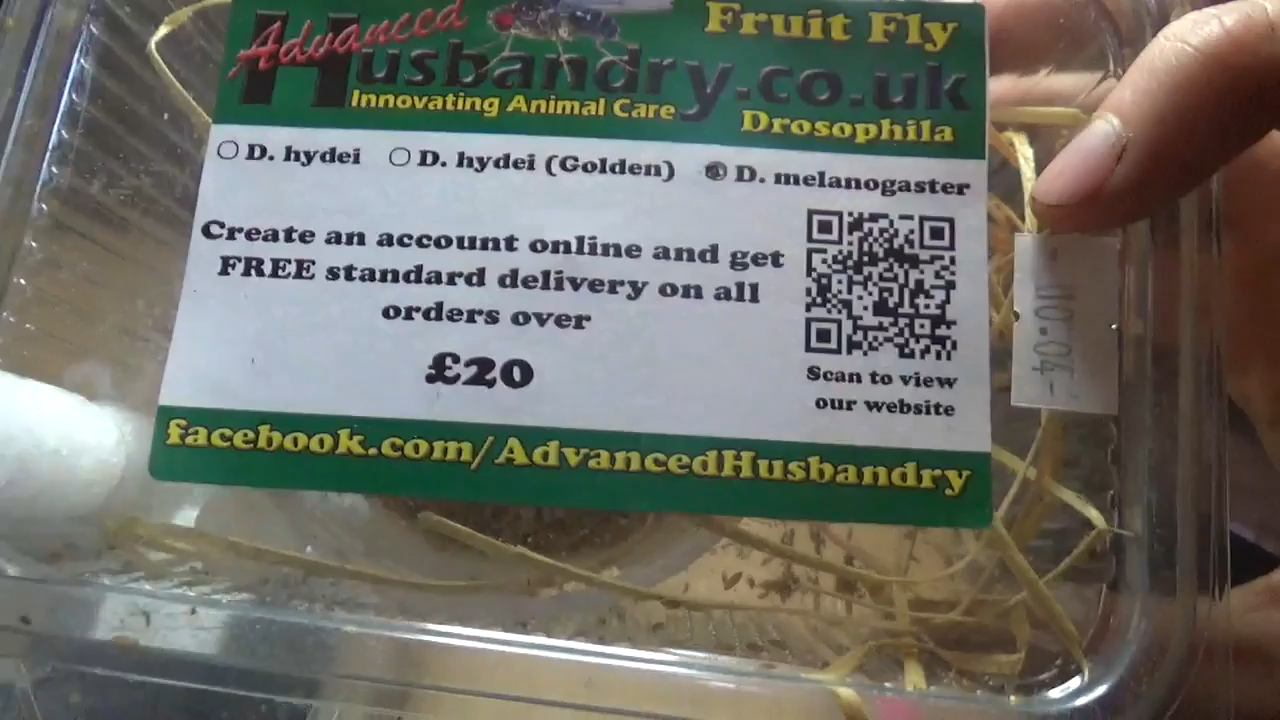 Advanced Fruit Fly
Husbandry.co.uk
Innovating Animal Care Drosophila
D. hydei D. hydei (Golden) D. melanogaster
Create an account online and get
FREE standard delivery on all
orders over
£20
Scan to view
our website
facebook.com/AdvancedHusbandry